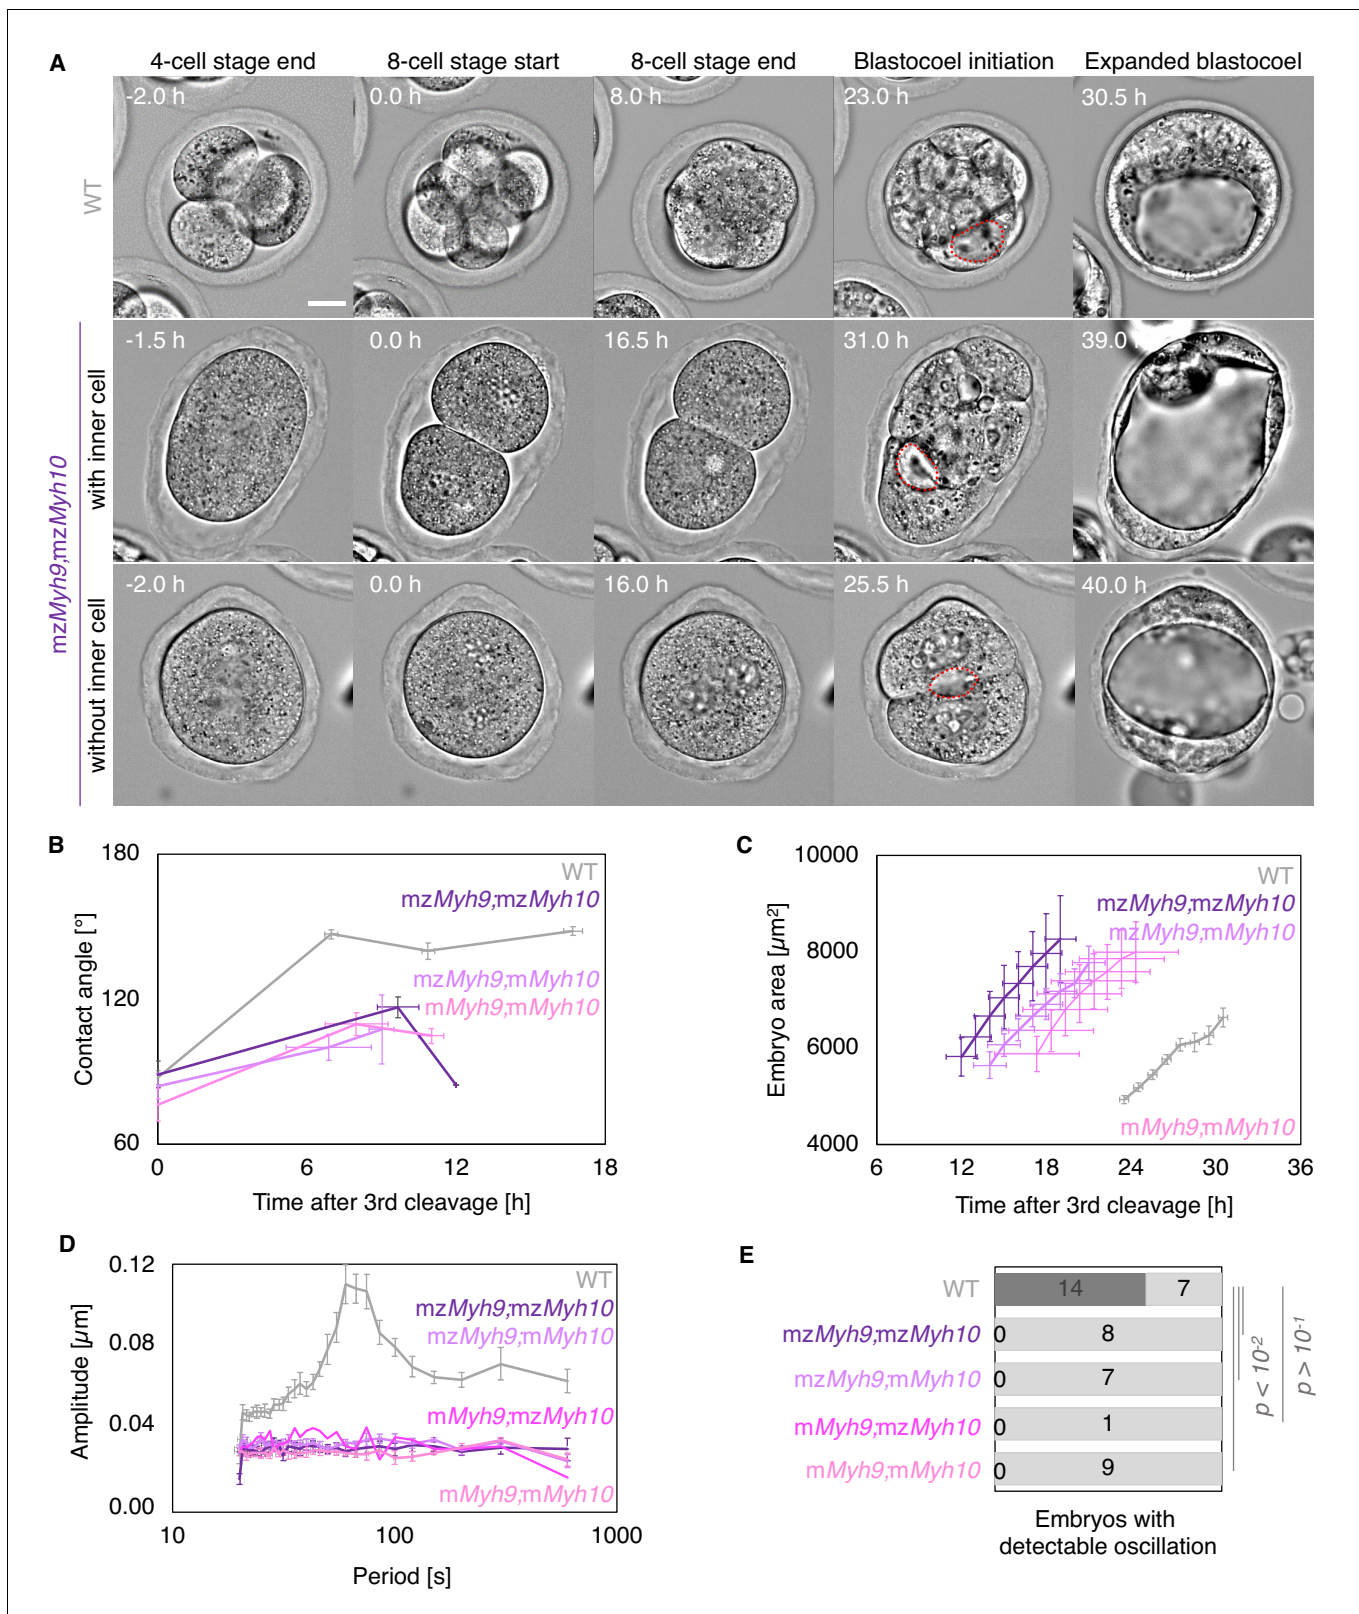 A
4-cell stage end
8-cell stage start
8-cell stage end
Blastocoel initiation
Expanded blastocoel
WT
-2.0 h
0.0 h
8.0 h
23.0 h
30.5 h
mzMyh9;mzMyh10
with inner cell
-1.5 h
0.0 h
16.5 h
31.0 h
39.0
without inner cell
-2.0 h
0.0 h
16.0 h
25.5 h
40.0 h
B
Contact angle [°]
180
120
60
0
6
12
18
Time after 3rd cleavage [h]
WT
mzMyh9;mzMyh10
mzMyh9;mMyh10
mMyh9;mMyh10
C
Embryo area [µm²]
10000
8000
6000
4000
6
12
18
24
30
36
Time after 3rd cleavage [h]
WT
mzMyh9;mzMyh10
mzMyh9;mMyh10
mMyh9;mMyh10
D
Amplitude [µm]
0.12
0.08
0.04
0.00
10
100
1000
Period [s]
WT
mzMyh9;mzMyh10
mzMyh9;mMyh10
mMyh9;mzMyh10
mMyh9;mMyh10
E
WT
14
7
mzMyh9;mzMyh10
0
8
mzMyh9;mMyh10
0
7
mMyh9;mzMyh10
0
1
mMyh9;mMyh10
0
9
p < 10⁻²
p > 10⁻¹
Embryos with
detectable oscillation